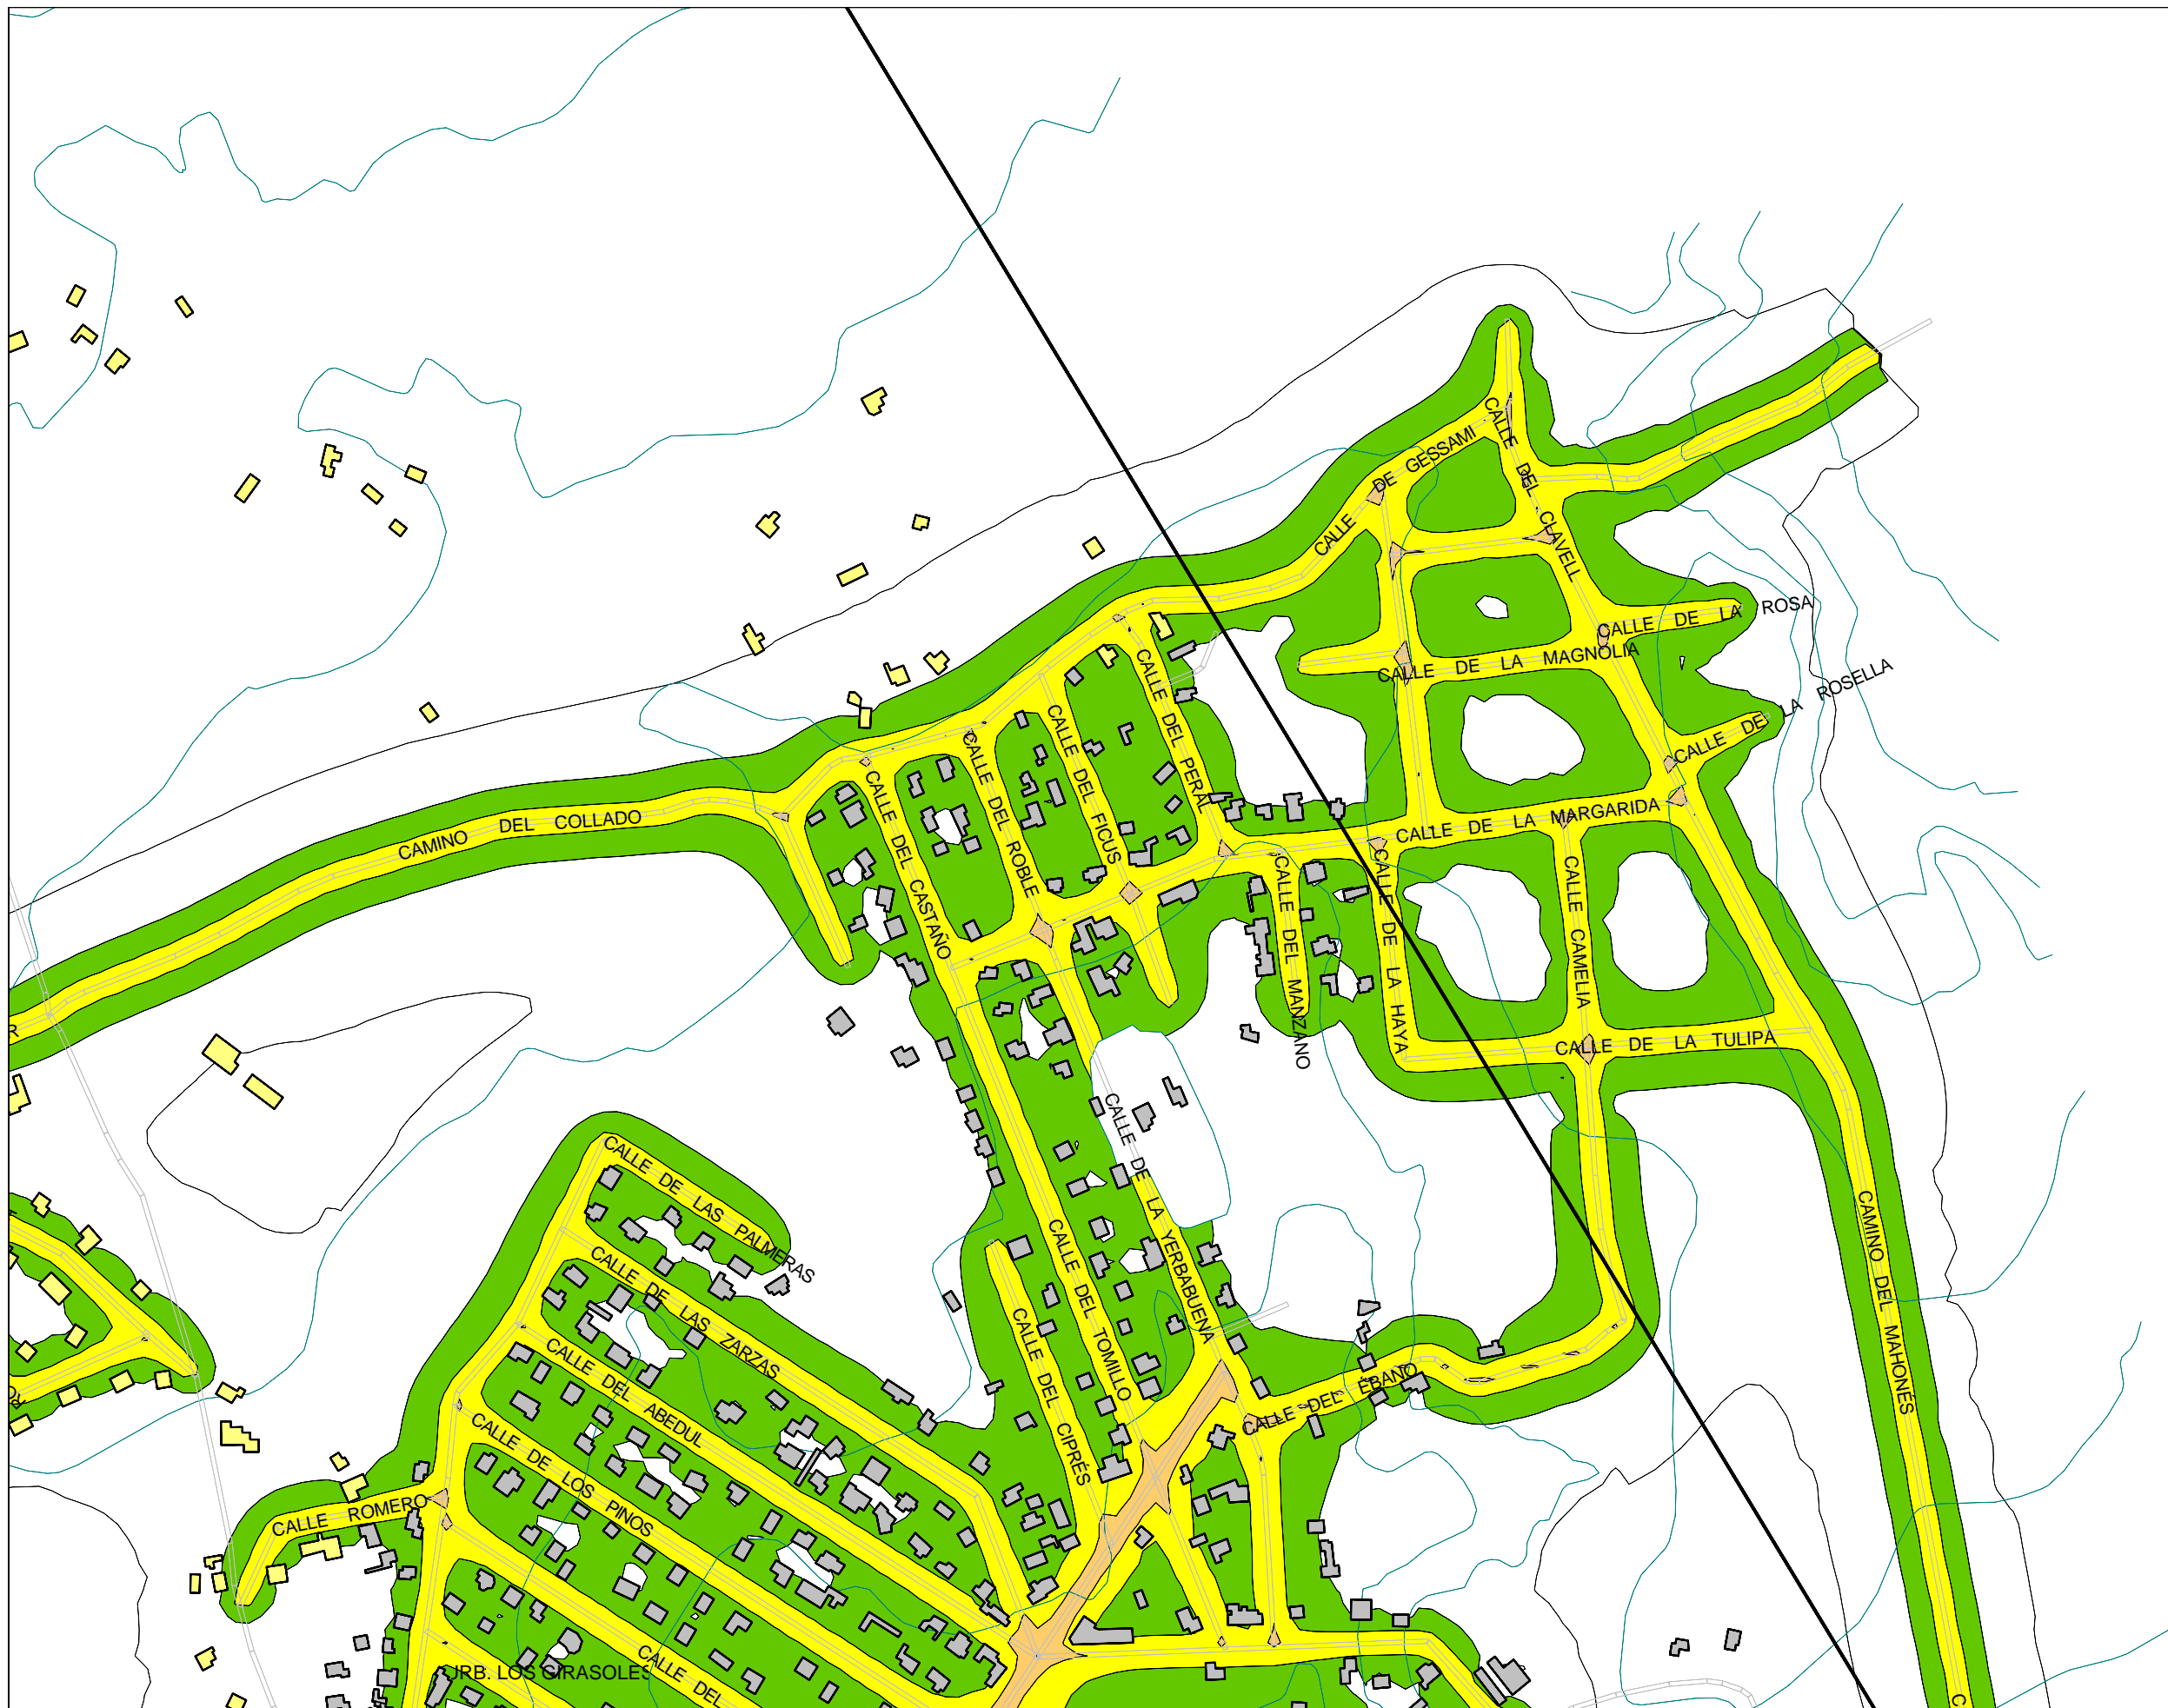 CALLE DE GESSAMI
CALLE DEL CLAVELL
CALLE DE LA ROSA
CALLE DE LA MAGNOLIA
CALLE DE LA ROSELLA
CALLE DEL PERAL
CALLE DEL FICUS
CALLE DEL ROBLE
CALLE DEL CASTAÑO
CAMINO DEL COLLADO
CALLE DE LA MARGARIDA
CALLE DEL MANZANO
CALLE DE LA HAYA
CALLE CAMELIA
CALLE DE LA TULIPA
CALLE DE LA YERBABUENA
CALLE DE LAS PALMERAS
CALLE DE LAS ZARZAS
CALLE DEL TOMILLO
CAMINO DEL MAHONÉS
CALLE DEL CIPRÉS
CALLE DEL ABEDUL
CALLE DEL ÉBANO
CALLE DE LOS PINOS
CALLE ROMERO
CALLE DEL
URB. LOS GIRASOLES
C
R